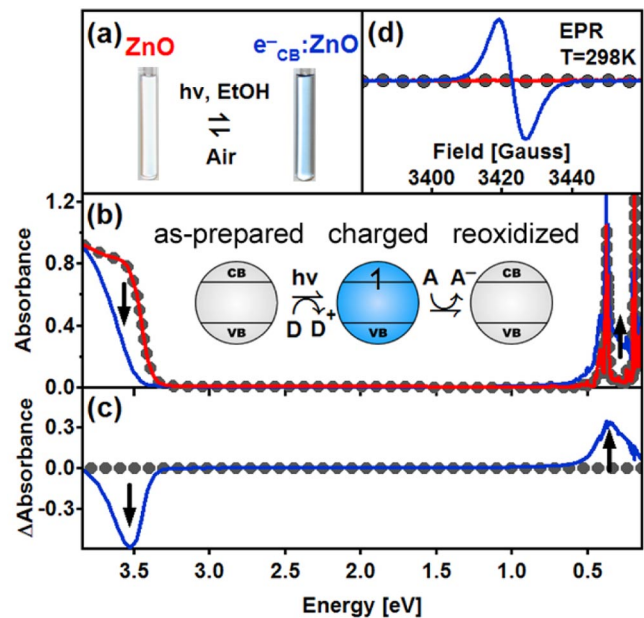 (a)
ZnO
e⁻CB:ZnO
hν, EtOH
⇌
Air
(d)
EPR
T=298K
Field [Gauss]
3400 3420 3440
(b)
as-prepared charged reoxidized
CB
VB
hν
D D⁺
1
VB
A A⁻
CB
VB
Absorbance
1.2
0.8
0.4
0.0
(c)
ΔAbsorbance
0.3
0.0
-0.3
3.5 3.0 2.5 2.0 1.5 1.0 0.5
Energy [eV]